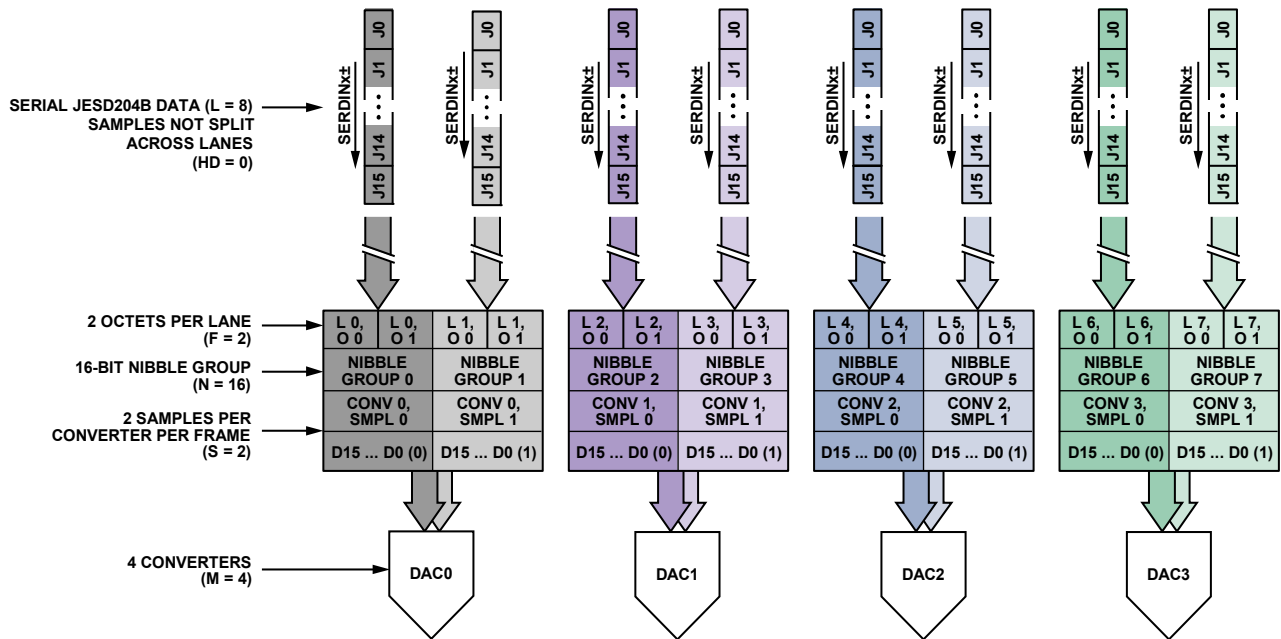 J0 J0 J0 J0 J0 J0 J0 J0
J1 J1 J1 J1 J1 J1 J1 J1
SERDINx± SERDINx± SERDINx± SERDINx± SERDINx± SERDINx± SERDINx± SERDINx±
J14 J14 J14 J14 J14 J14 J14 J14
J15 J15 J15 J15 J15 J15 J15 J15
SERIAL JESD204B DATA (L = 8)
SAMPLES NOT SPLIT
ACROSS LANES
(HD = 0)
2 OCTETS PER LANE
(F = 2)
L 0, L 0, L 1, L 1, L 2, L 2, L 3, L 3, L 4, L 4, L 5, L 5, L 6, L 6, L 7, L 7,
O 0 O 1 O 0 O 1 O 0 O 1 O 0 O 1 O 0 O 1 O 0 O 1 O 0 O 1 O 0 O 1
16-BIT NIBBLE GROUP
(N = 16)
NIBBLE NIBBLE NIBBLE NIBBLE NIBBLE NIBBLE NIBBLE NIBBLE
GROUP 0 GROUP 1 GROUP 2 GROUP 3 GROUP 4 GROUP 5 GROUP 6 GROUP 7
2 SAMPLES PER
CONVERTER PER FRAME
(S = 2)
CONV 0, CONV 0, CONV 1, CONV 1, CONV 2, CONV 2, CONV 3, CONV 3,
SMPL 0 SMPL 1 SMPL 0 SMPL 1 SMPL 0 SMPL 1 SMPL 0 SMPL 1
D15 ... D0 (0) D15 ... D0 (1) D15 ... D0 (0) D15 ... D0 (1) D15 ... D0 (0) D15 ... D0 (1) D15 ... D0 (0) D15 ... D0 (1)
4 CONVERTERS
(M = 4)
DAC0 DAC1 DAC2 DAC3